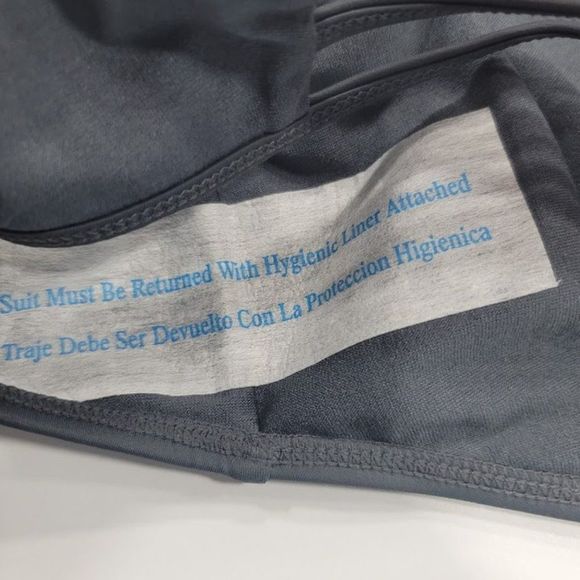 Suit Must Be Returned With Hygienic Liner Attached
Traje Debe Ser Devuelto Con La Proteccion Higienica